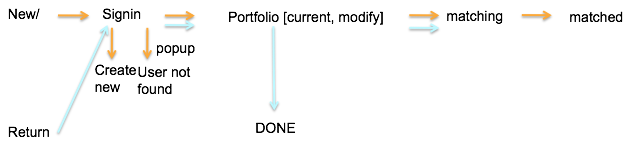 New/ Signin Portfolio [current, modify] matching matched
popup
Create new
User not found
Return
DONE